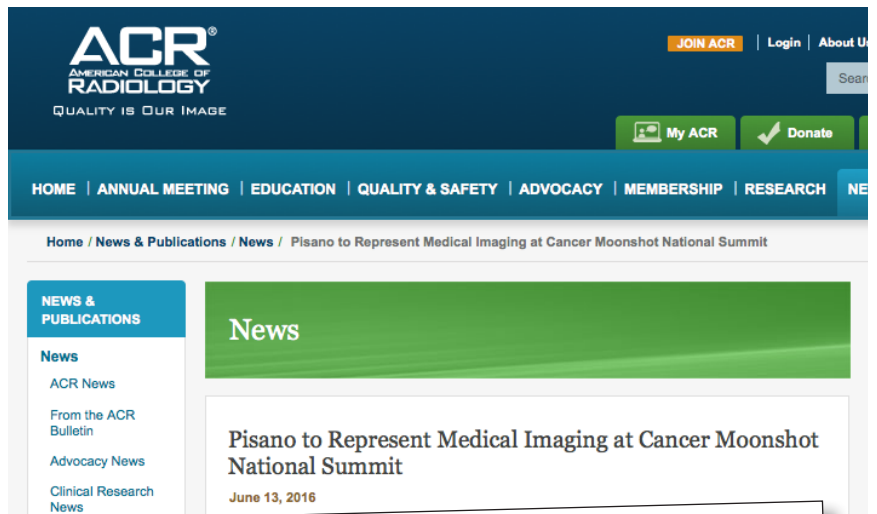 ACR®
AMERICAN COLLEGE OF
RADIOLOGY
QUALITY IS OUR IMAGE
JOIN ACR | Login | About
My ACR
Donate
HOME | ANNUAL MEETING | EDUCATION | QUALITY & SAFETY | ADVOCACY | MEMBERSHIP | RESEARCH
Home / News & Publications / News / Pisano to Represent Medical Imaging at Cancer Moonshot National Summit
NEWS &
PUBLICATIONS
News
ACR News
From the ACR
Bulletin
Advocacy News
Clinical Research
News
News
Pisano to Represent Medical Imaging at Cancer Moonshot
National Summit
June 13, 2016